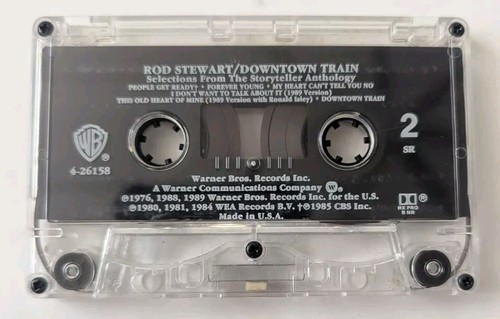 ROD STEWART/DOWNTOWN TRAIN
Selections From The Storyteller Anthology
PEOPLE GET READY† • FOREVER YOUNG • MY HEART CAN'T TELL YOU NO
I DON'T WANT TO TALK ABOUT IT (1989 Version)
THIS OLD HEART OF MINE (1989 Version with Ronald Isley) • DOWNTOWN TRAIN
WB ®
4-26158
2
SR
Warner Bros. Records Inc.
A Warner Communications Company W ®
℗1976, 1988, 1989 Warner Bros. Records Inc. for the U.S.
℗1980, 1981, 1984 WEA Records B.V. †℗1985 CBS Inc.
Made in U.S.A.
®
HX PRO
B NR